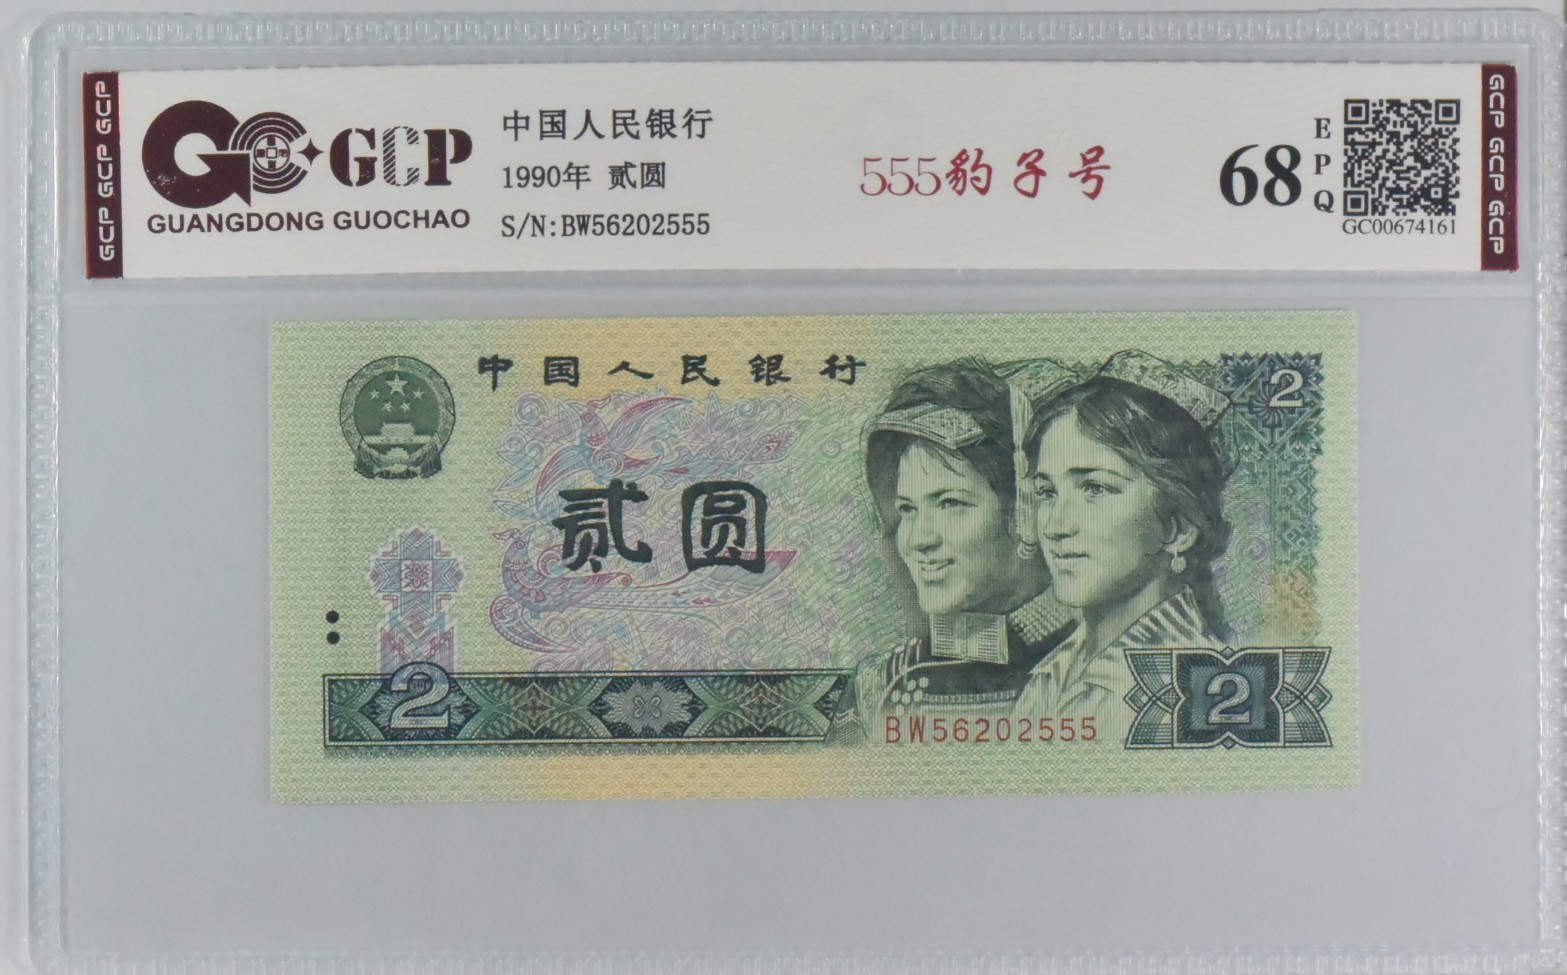 GCP GCP GCP
GCP
GUANGDONG GUOCHAO
中国人民银行
1990年 贰圆
S/N:BW56202555
555豹子号
68
EPQ
GC00674161
GCP GCP GCP
中国人民银行
2
贰圆
2
BW56202555
2